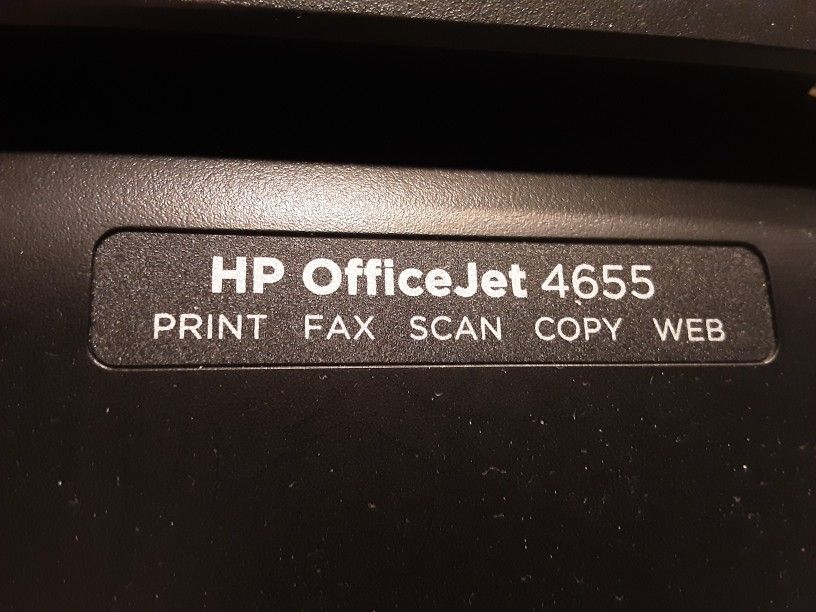 HP OfficeJet 4655
PRINT FAX SCAN COPY WEB